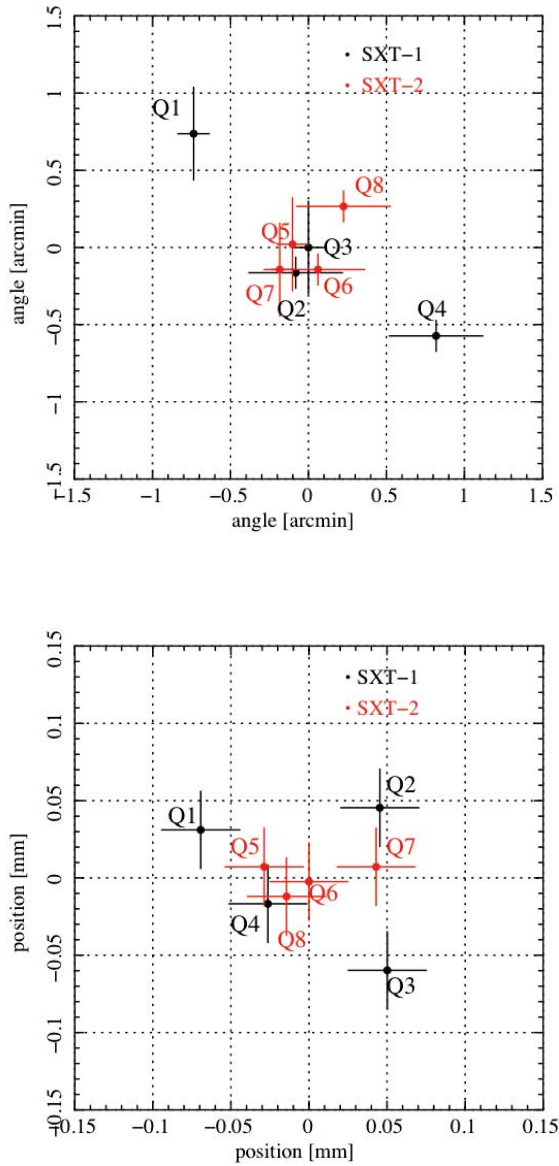 1.5
SXT−1
SXT−2
1
Q1
Q8
0.5
Q5
Q3
0
angle [arcmin]
Q7
Q2
Q6
Q4
−0.5
−1
−1.5
−1.5
−1
−0.5
0
0.5
1
1.5
angle [arcmin]
0.15
SXT−1
SXT−2
0.1
Q2
Q1
0.05
Q5
Q7
Q6
0
position [mm]
Q4
Q8
Q3
−0.05
−0.1
−0.15
−0.15
−0.1
−0.05
0
0.05
0.1
0.15
position [mm]